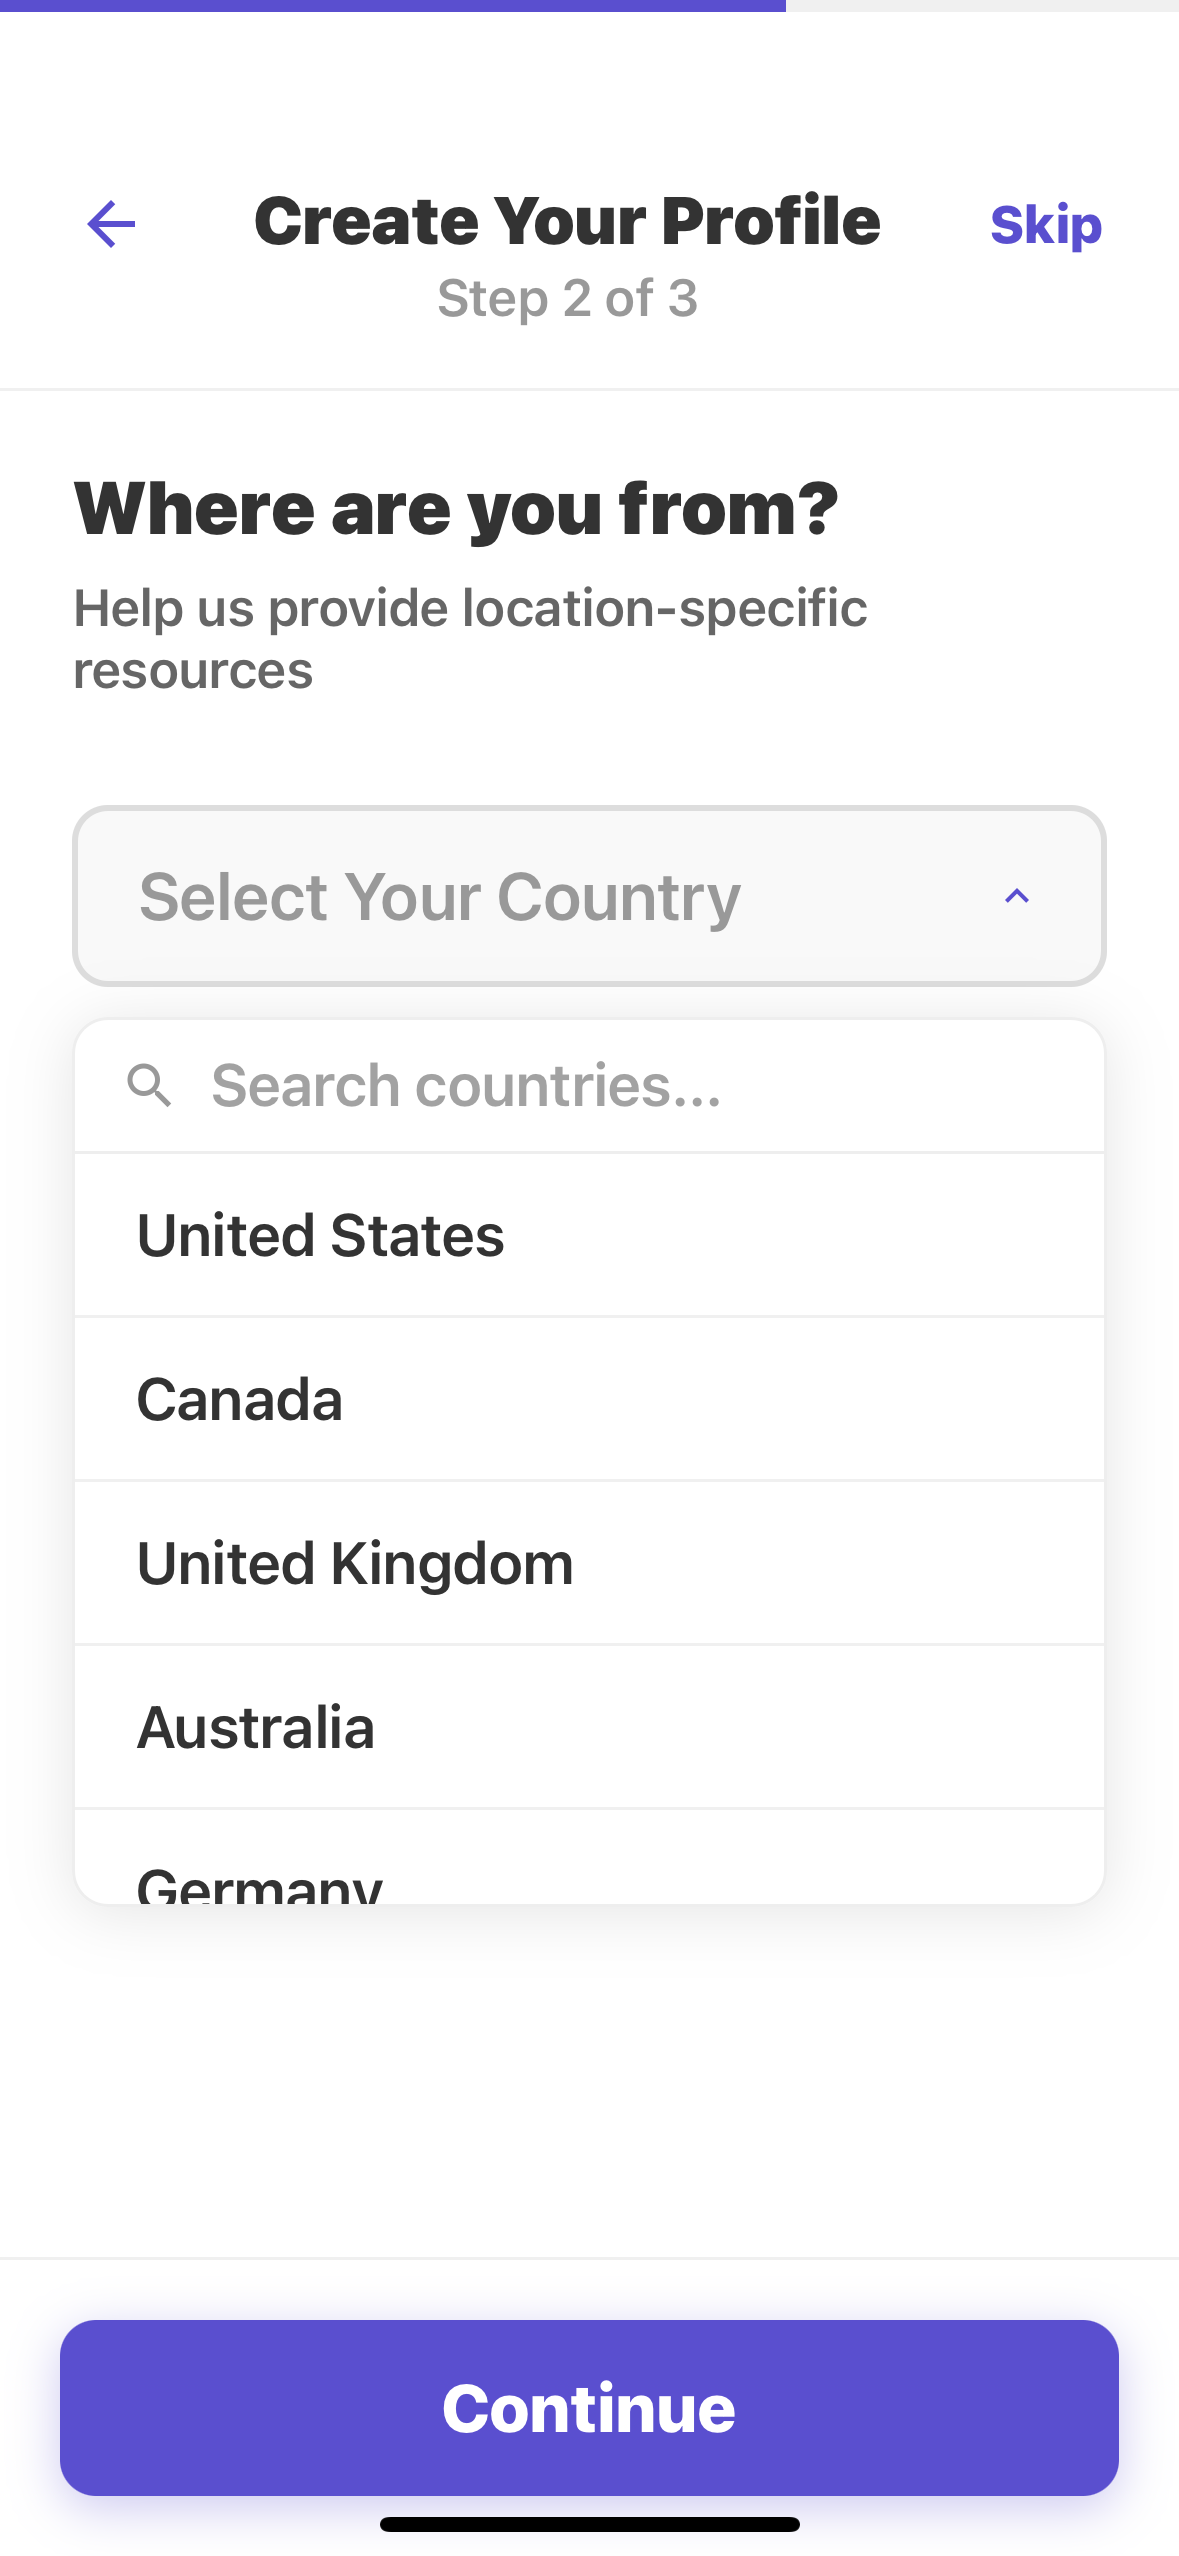 Create Your Profile
Skip
Step 2 of 3
Where are you from?
Help us provide location-specific
resources
Select Your Country
Search countries...
United States
Canada
United Kingdom
Australia
Germany
Continue